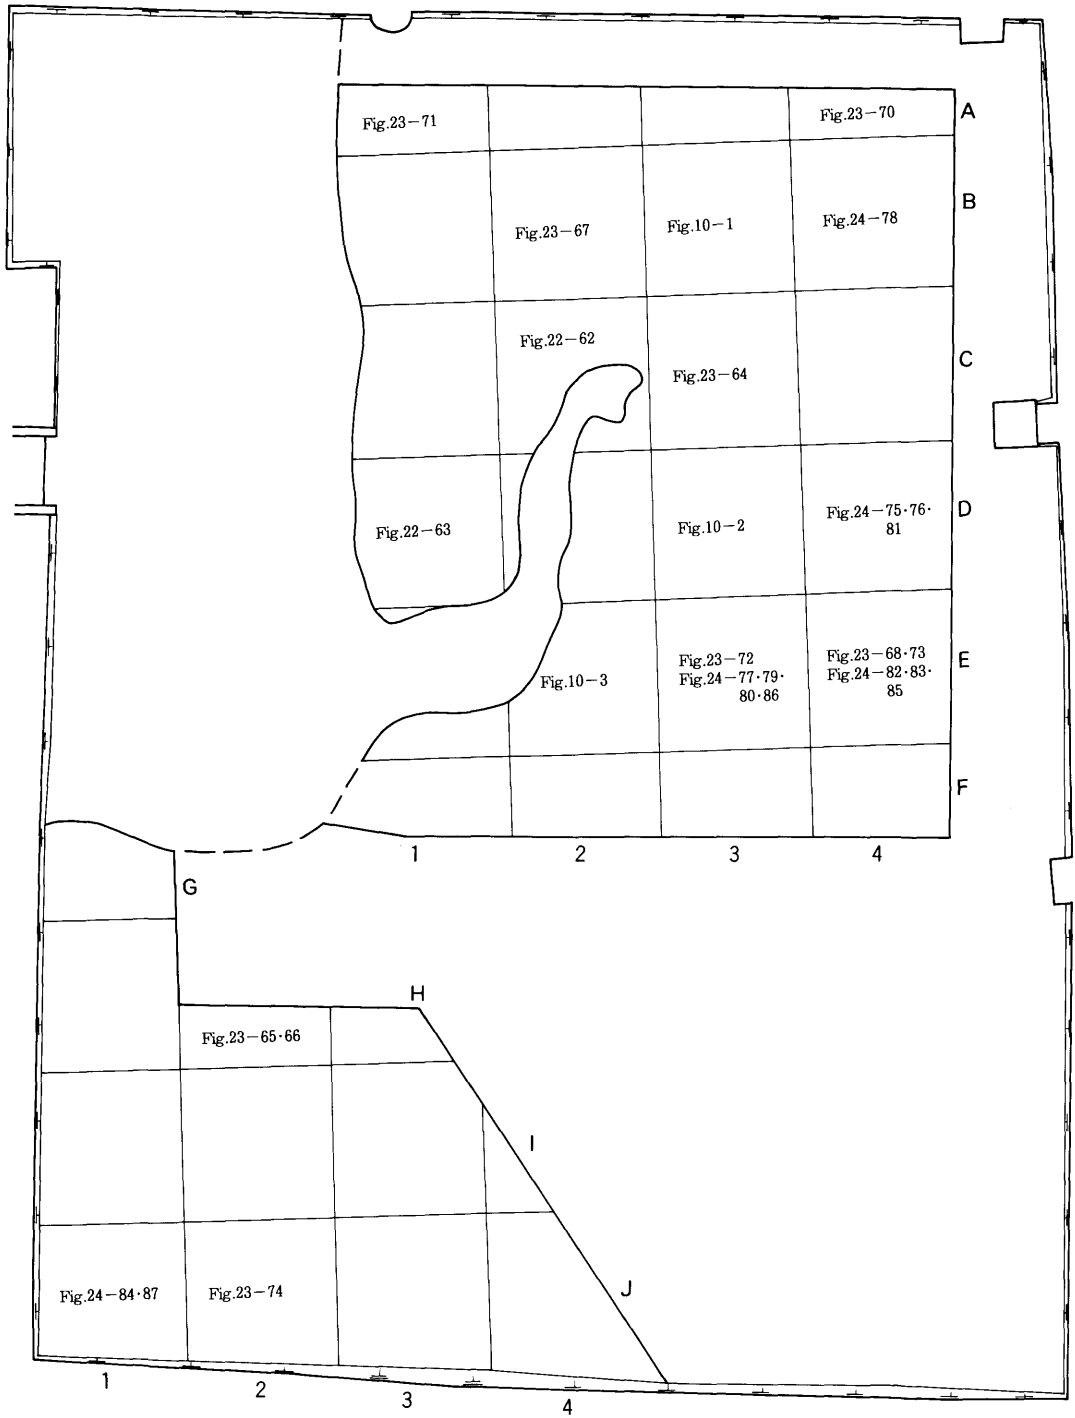 Fig.23−71
Fig.23−70
A
B
Fig.23−67
Fig.10−1
Fig.24−78
Fig.22−62
C
Fig.23−64
Fig.22−63
Fig.10−2
Fig.24−75·76·
81
D
Fig.10−3
Fig.23−72
Fig.24−77·79·
80·86
Fig.23−68·73
Fig.24−82·83·
85
E
F
1
2
3
4
G
H
Fig.23−65·66
I
Fig.24−84·87
Fig.23−74
J
1
2
3
4